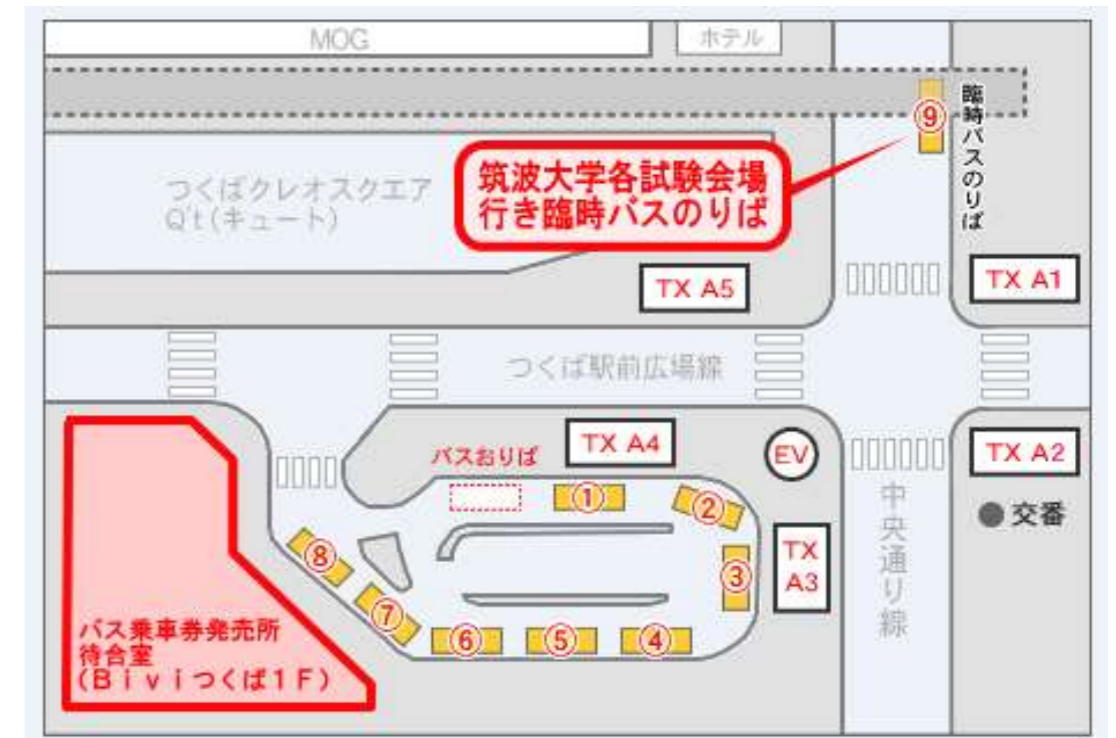 MOG
ホテル
⑨
臨時バスのりば
つくばクレオスクエア
Q't(キュート)
筑波大学各試験会場
行き臨時バスのりば
TX A5
TX A1
つくば駅前広場線
バスおりば
TX A4
EV
TX A2
①
②
中央通り線
交番
⑧
③
TX
A3
⑦
⑥
⑤
④
バス乗車券発売所
待合室
(Biviつくば1F)